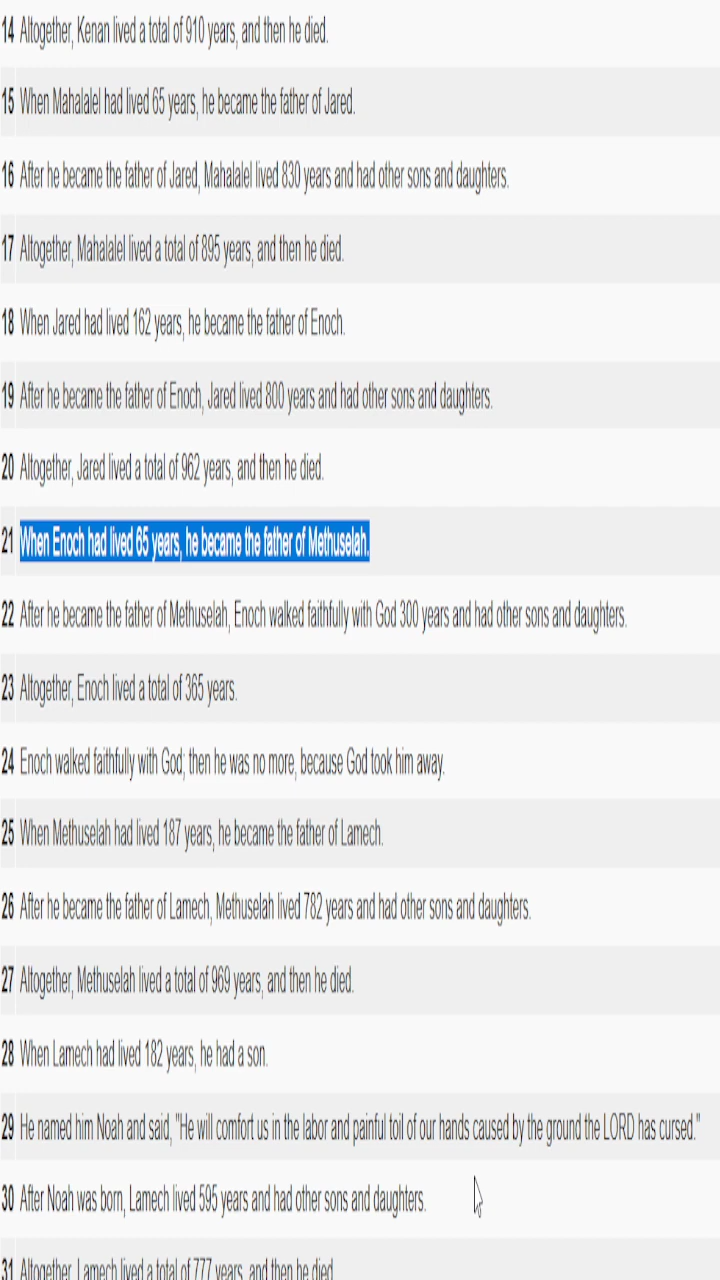 14 Altogether, Kenan lived a total of 910 years, and then he died.
15 When Mahalalel had lived 65 years, he became the father of Jared.
16 After he became the father of Jared, Mahalalel lived 830 years and had other sons and daughters.
17 Altogether, Mahalalel lived a total of 895 years, and then he died.
18 When Jared had lived 162 years, he became the father of Enoch.
19 After he became the father of Enoch, Jared lived 800 years and had other sons and daughters.
20 Altogether, Jared lived a total of 962 years, and then he died.
21 When Enoch had lived 65 years, he became the father of Methuselah.
22 After he became the father of Methuselah, Enoch walked faithfully with God 300 years and had other sons and daughters.
23 Altogether, Enoch lived a total of 365 years.
24 Enoch walked faithfully with God; then he was no more, because God took him away.
25 When Methuselah had lived 187 years, he became the father of Lamech.
26 After he became the father of Lamech, Methuselah lived 782 years and had other sons and daughters.
27 Altogether, Methuselah lived a total of 969 years, and then he died.
28 When Lamech had lived 182 years, he had a son.
29 He named him Noah and said, "He will comfort us in the labor and painful toil of our hands caused by the ground the LORD has cursed."
30 After Noah was born, Lamech lived 595 years and had other sons and daughters.
31 Altogether, Lamech lived a total of 777 years, and then he died.